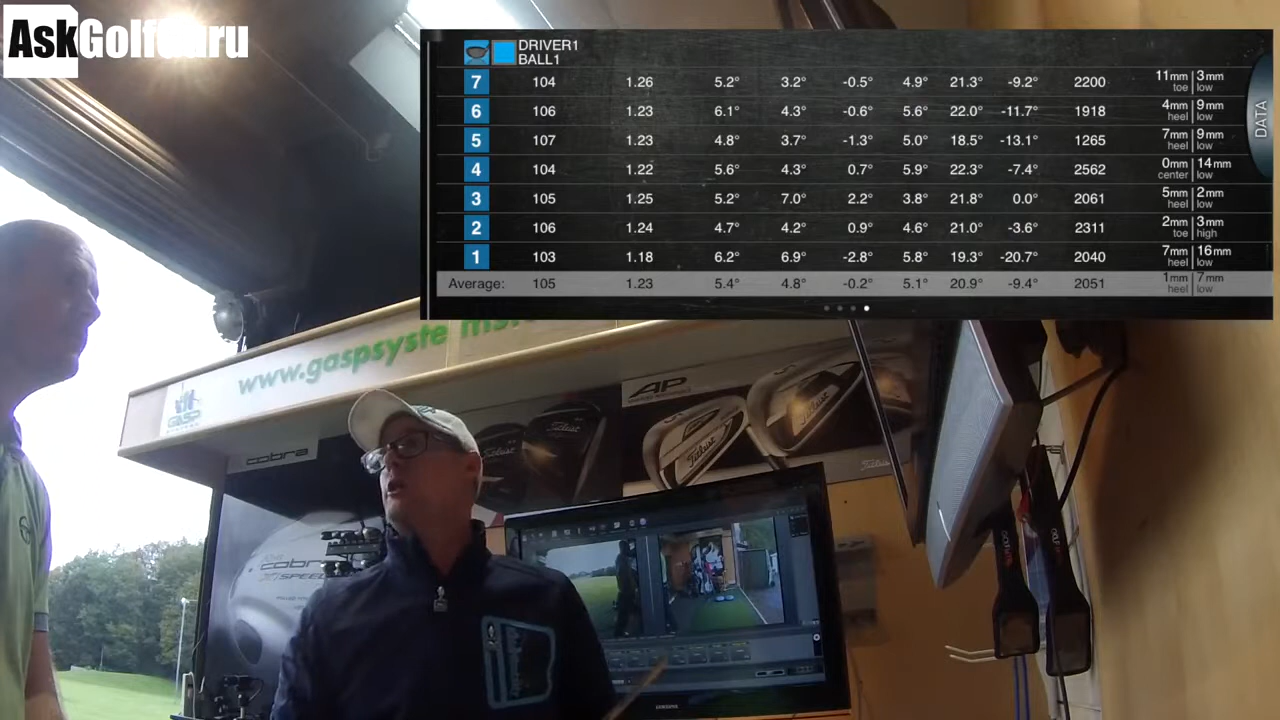 AskGolfGuru
DRIVER1
BALL1
7 104 1.26 5.2° 3.2° -0.5° 4.9° 21.3° -9.2° 2200 11mm toe 3mm low
6 106 1.23 6.1° 4.3° -0.6° 5.6° 22.0° -11.7° 1918 4mm heel 9mm low
5 107 1.23 4.8° 3.7° -1.3° 5.0° 18.5° -13.1° 1265 7mm heel 9mm low
4 104 1.22 5.6° 4.3° 0.7° 5.9° 22.3° -7.4° 2562 0mm center 14mm low
3 105 1.25 5.2° 7.0° 2.2° 3.8° 21.8° 0.0° 2061 5mm heel 2mm low
2 106 1.24 4.7° 4.2° 0.9° 4.6° 21.0° -3.6° 2311 2mm toe 3mm high
1 103 1.18 6.2° 6.9° -2.8° 5.8° 19.3° -20.7° 2040 7mm heel 16mm low
Average: 105 1.23 5.4° 4.8° -0.2° 5.1° 20.9° -9.4° 2051 1mm heel 7mm low
DATA
www.gaspsyste ms.
GASP
AP
Titleist
Titleist
Titleist
Titleist
cobra
cobra
SPEED
SAMSUNG